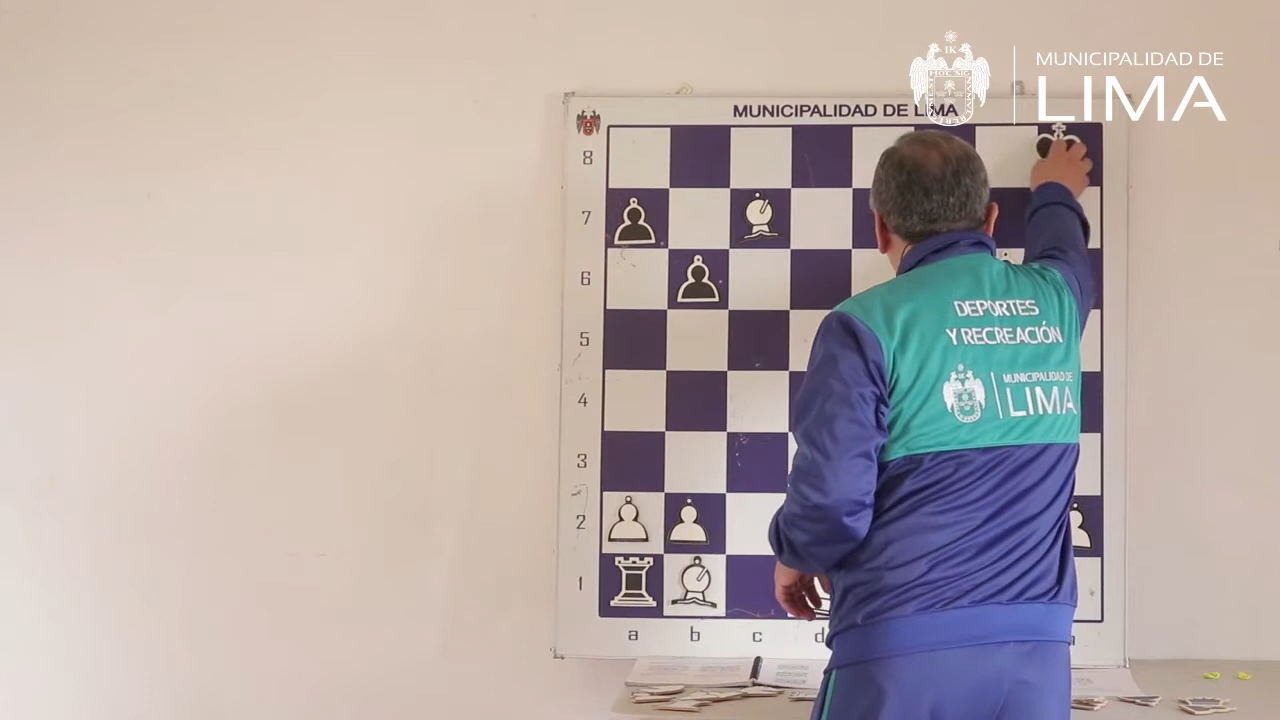 MUNICIPALIDAD DE
LIMA
IK
MUNICIPALIDAD DE LIMA
8
7
6
5
4
3
2
1
a b c d
DEPORTES
Y RECREACIÓN
MUNICIPALIDAD DE
LIMA